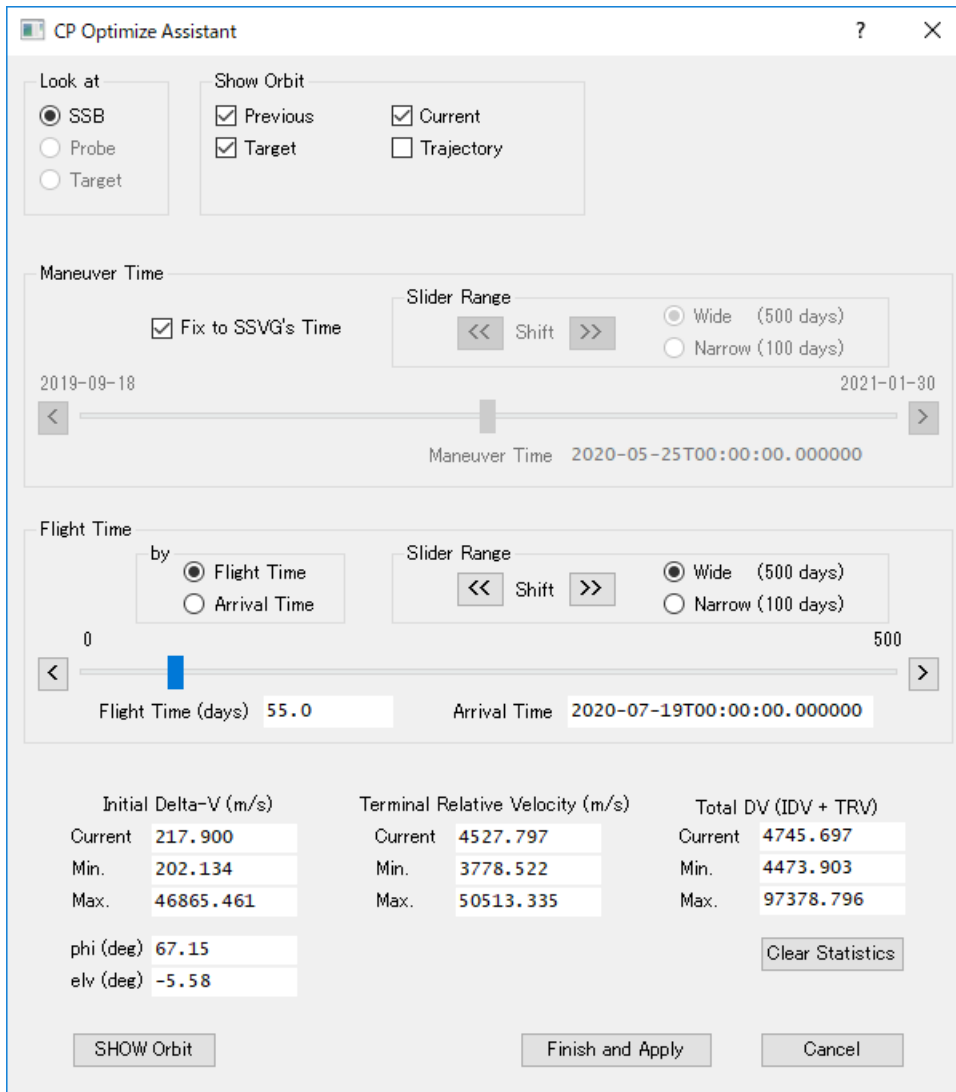 CP Optimize Assistant ? ×
Look at Show Orbit
SSB Previous Current
Probe Target Trajectory
Target
Maneuver Time
Slider Range
Fix to SSVG's Time << Shift >> Wide (500 days)
Narrow (100 days)
2019-09-18 2021-01-30
< >
Maneuver Time 2020-05-25T00:00:00.000000
Flight Time
by Slider Range
Flight Time << Shift >> Wide (500 days)
Arrival Time Narrow (100 days)
0 500
< >
Flight Time (days) 55.0 Arrival Time 2020-07-19T00:00:00.000000
Initial Delta-V (m/s) Terminal Relative Velocity (m/s) Total DV (IDV + TRV)
Current 217.900 Current 4527.797 Current 4745.697
Min. 202.134 Min. 3778.522 Min. 4473.903
Max. 46865.461 Max. 50513.335 Max. 97378.796
phi (deg) 67.15 Clear Statistics
elv (deg) -5.58
SHOW Orbit Finish and Apply Cancel